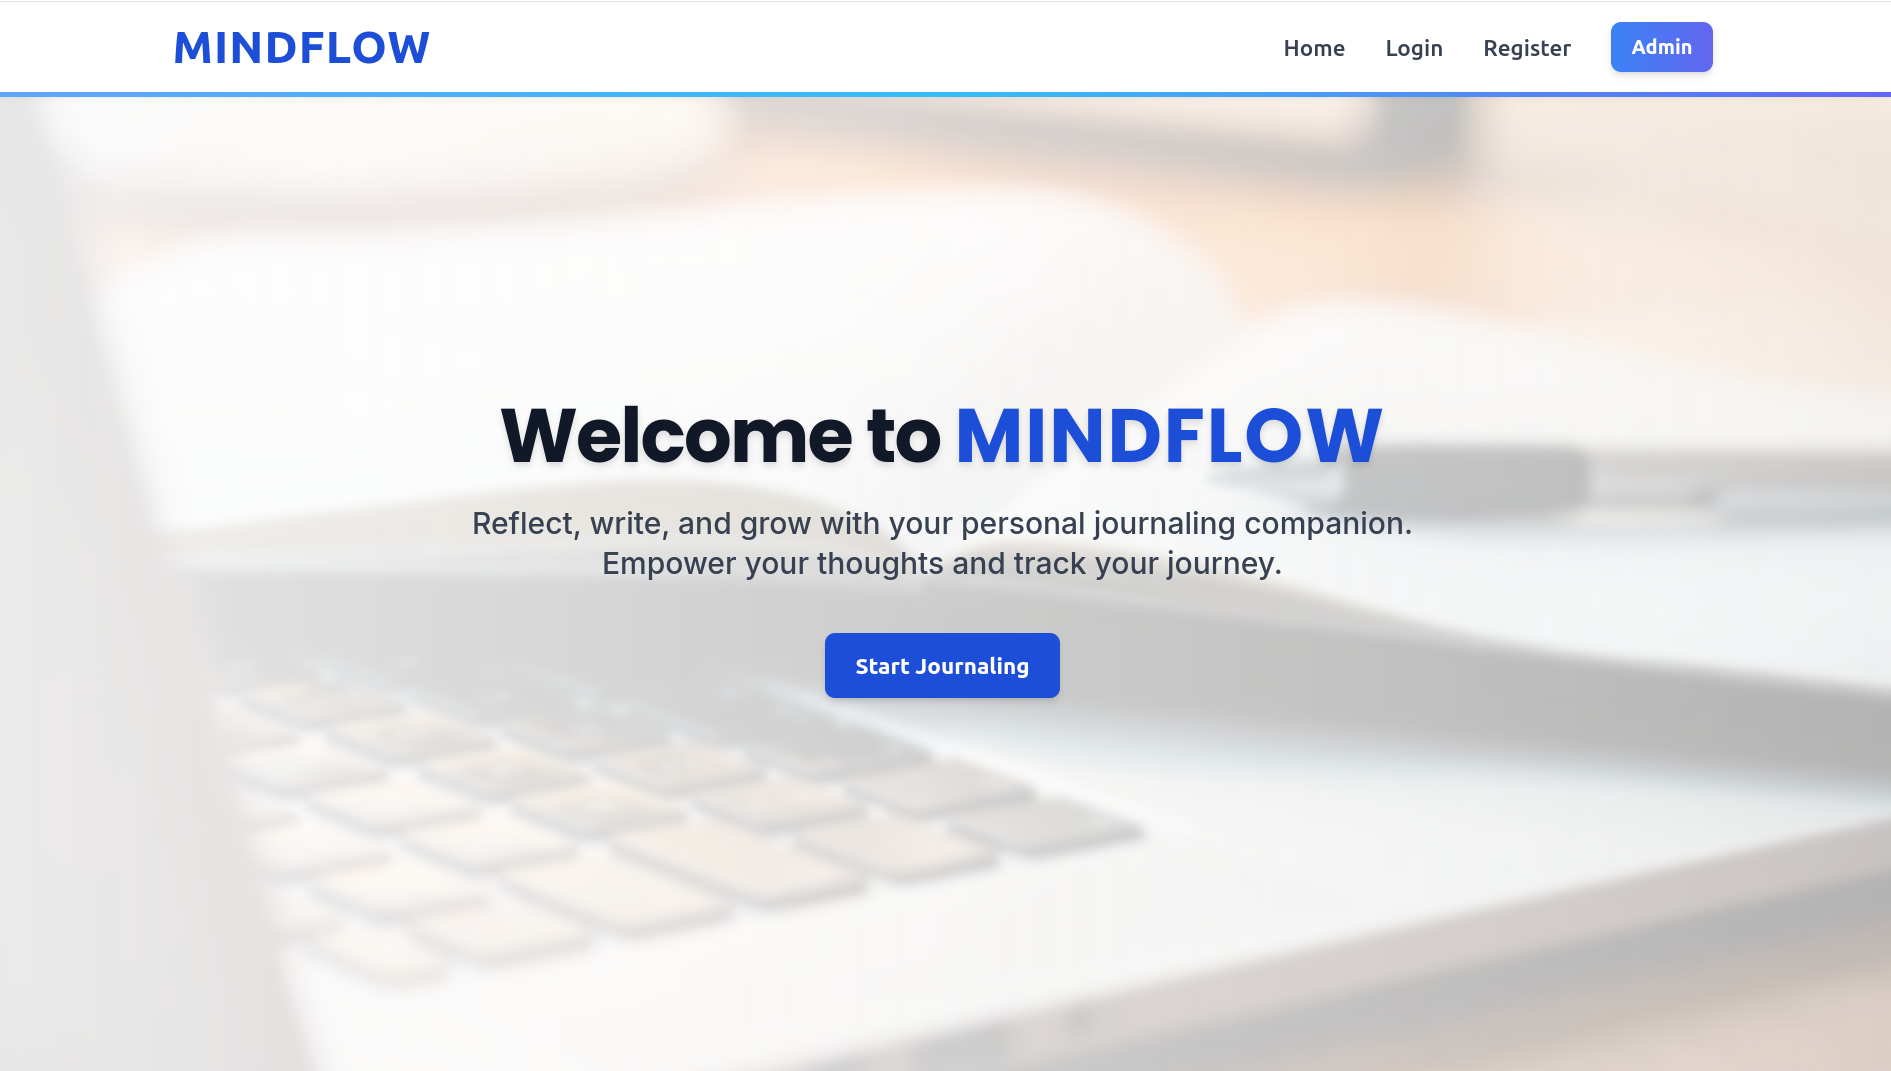 MINDFLOW
Home
Login
Register
Admin
Welcome to MINDFLOW
Reflect, write, and grow with your personal journaling companion.
Empower your thoughts and track your journey.
Start Journaling